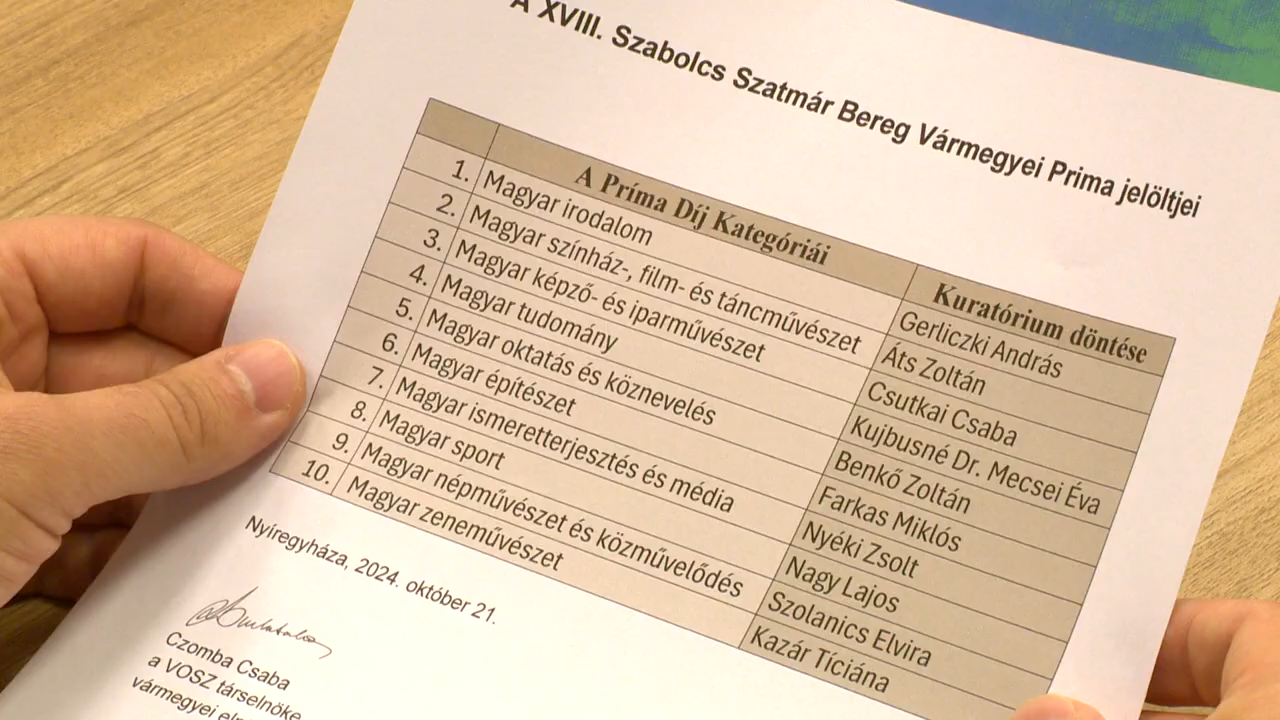 A XVIII. Szabolcs Szatmár Bereg Vármegyei Prima jelöltjei
A Príma Díj Kategóriái Kuratórium döntése
1. Magyar irodalom Gerliczki András
2. Magyar színház-, film- és táncművészet Áts Zoltán
3. Magyar képző- és iparművészet Csutkai Csaba
4. Magyar tudomány Kujbusné Dr. Mecsei Éva
5. Magyar oktatás és köznevelés Benkő Zoltán
6. Magyar építészet Farkas Miklós
7. Magyar ismeretterjesztés és média Nyéki Zsolt
8. Magyar sport Nagy Lajos
9. Magyar népművészet és közművelődés Szolanics Elvira
10. Magyar zeneművészet Kazár Tíciána
Nyíregyháza, 2024. október 21.
Czomba Csaba
a VOSZ társelnöke
vármegyei